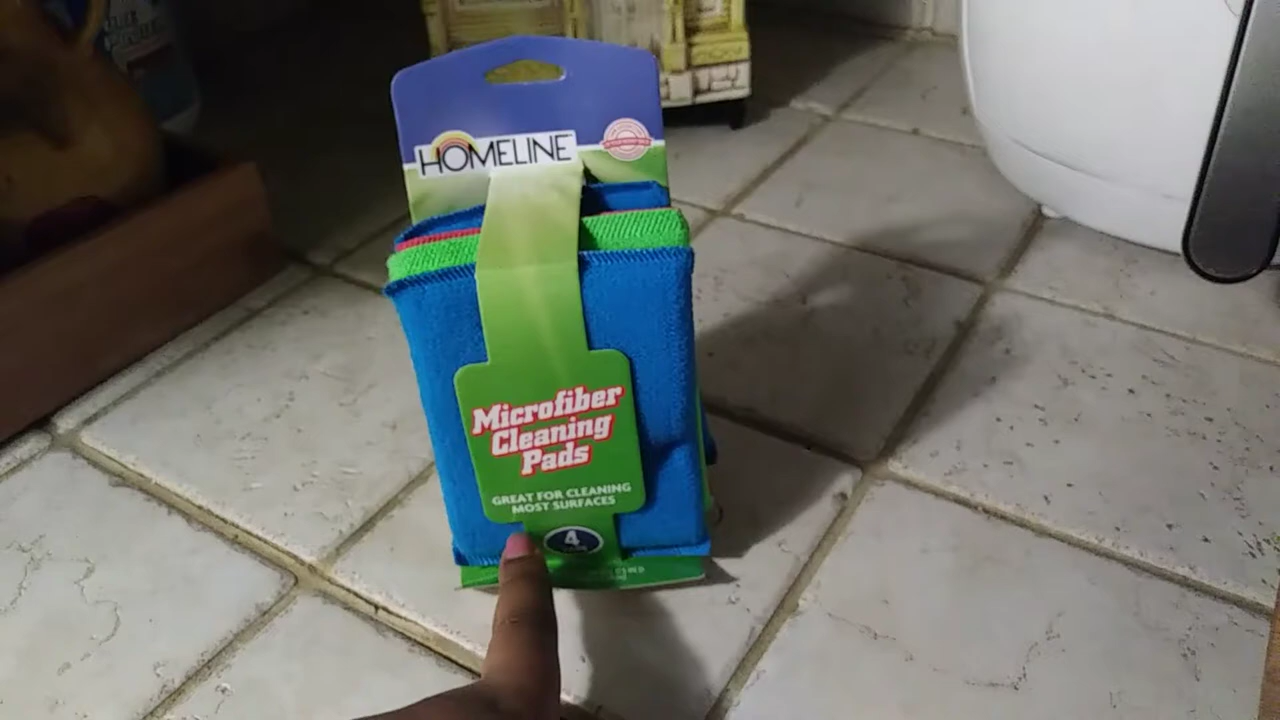 HOMELINE
Microfiber
Cleaning
Pads
GREAT FOR CLEANING
MOST SURFACES
4